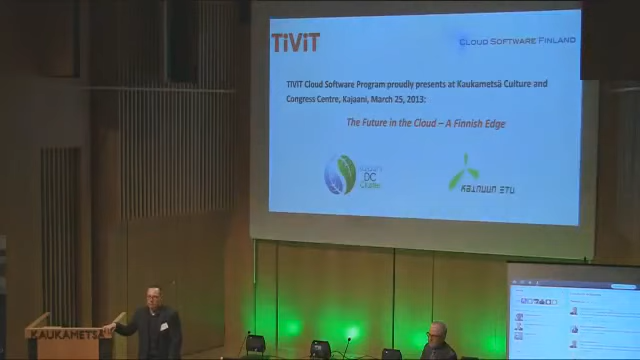 TiViT
CLOUD SOFTWARE FINLAND
TIVIT Cloud Software Program proudly presents at Kaukametsä Culture and
Congress Centre, Kajaani, March 25, 2013:
The Future in the Cloud – A Finnish Edge
DC
Cluster
KAINUUN ETU
KAUKAMETSÄ